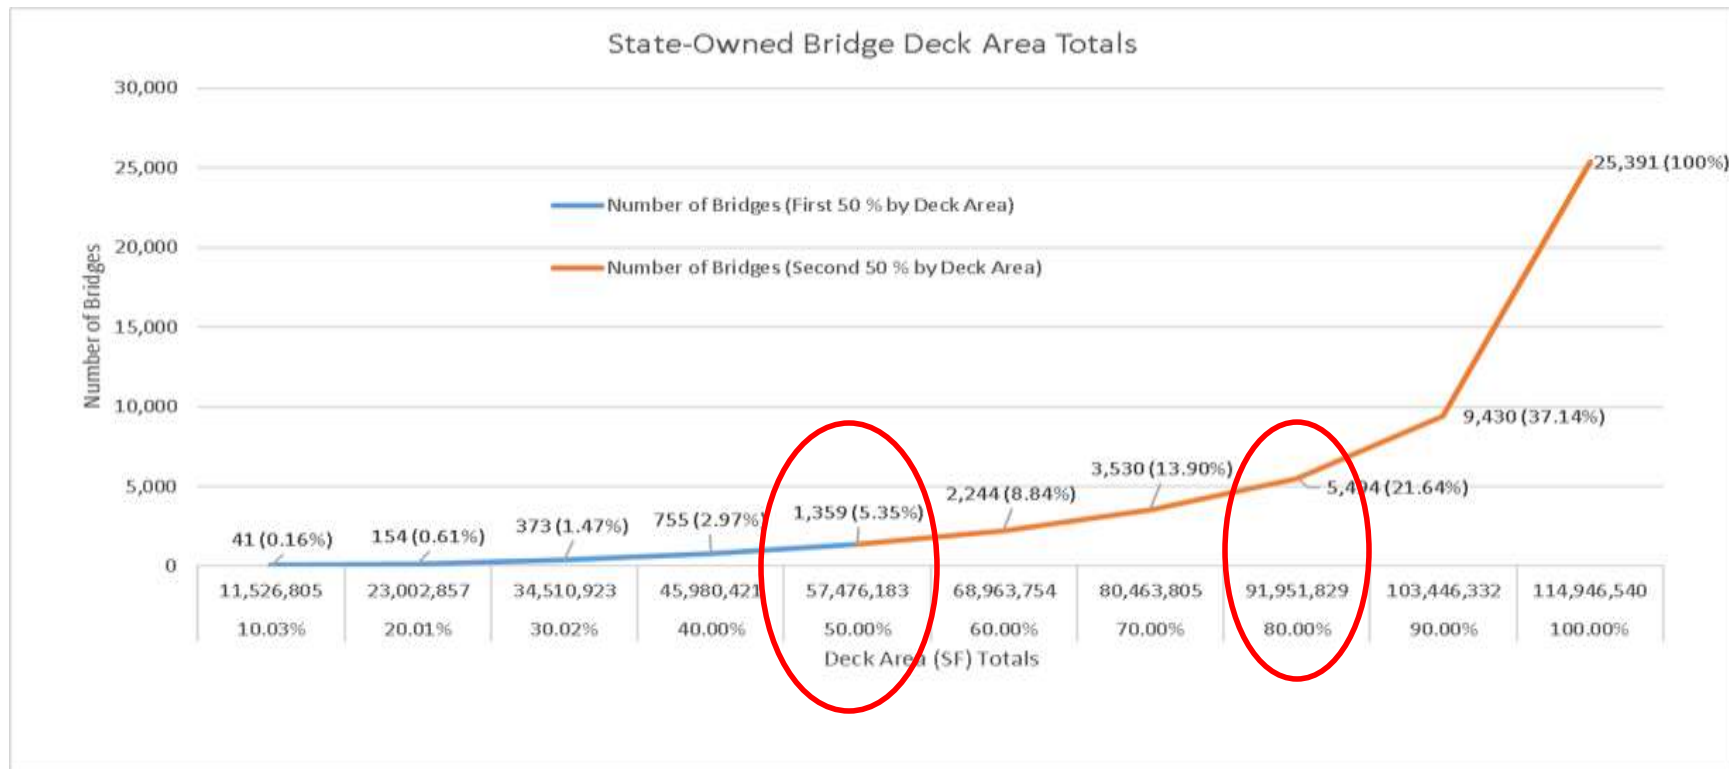 State-Owned Bridge Deck Area Totals
30,000
25,000
20,000
15,000
10,000
5,000
0
Number of Bridges
Number of Bridges (First 50 % by Deck Area)
Number of Bridges (Second 50 % by Deck Area)
41 (0.16%)
154 (0.61%)
373 (1.47%)
755 (2.97%)
1,359 (5.35%)
2,244 (8.84%)
3,530 (13.90%)
5,494 (21.64%)
9,430 (37.14%)
25,391 (100%)
11,526,805 23,002,857 34,510,923 45,980,421 57,476,183 68,963,754 80,463,805 91,951,829 103,446,332 114,946,540
10.03% 20.01% 30.02% 40.00% 50.00% 60.00% 70.00% 80.00% 90.00% 100.00%
Deck Area (SF) Totals